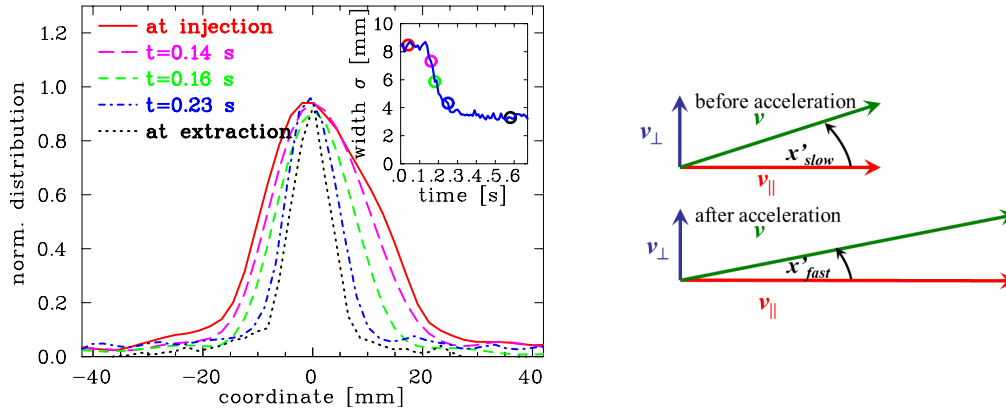 1.2
1.0
0.8
0.6
0.4
0.2
0.0
norm. distribution
at injection
t=0.14 s
t=0.16 s
t=0.23 s
at extraction
−40
−20
0
20
40
coordinate [mm]
10
8
6
4
2
0
width σ [mm]
.0 .1 .2 .3 .4 .5 .6
time [s]
before acceleration
v
v⊥
x'slow
v||
after acceleration
v
v⊥
x'fast
v||